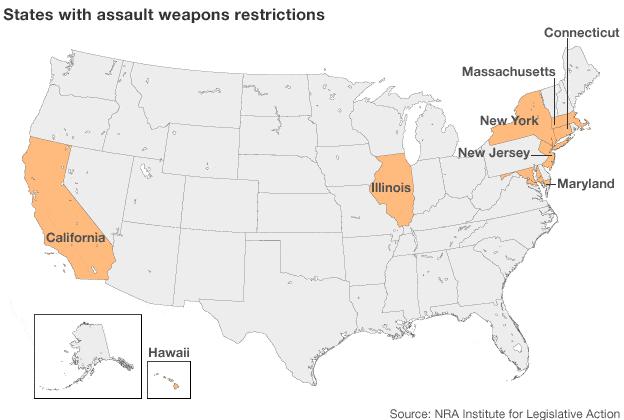 States with assault weapons restrictions
Connecticut
Massachusetts
New York
New Jersey
Maryland
Illinois
California
Hawaii
Source: NRA Institute for Legislative Action